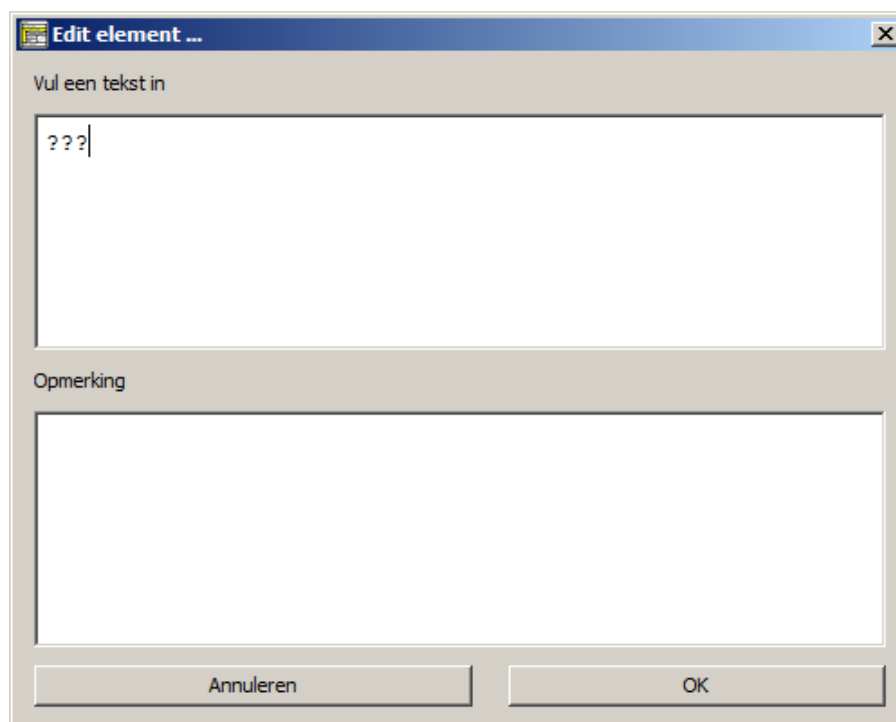 Edit element ...
Vul een tekst in
???
Opmerking
Annuleren
OK